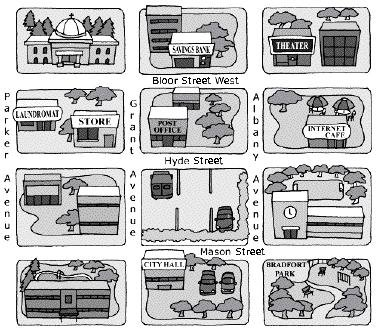 SAVINGS BANK
THEATER
Bloor Street West
Parker Avenue
LAUNDROMAT
STORE
Grant Avenue
POST OFFICE
Albany Avenue
INTERNET CAFE
Hyde Street
Mason Street
CITY HALL
BRADFORT PARK